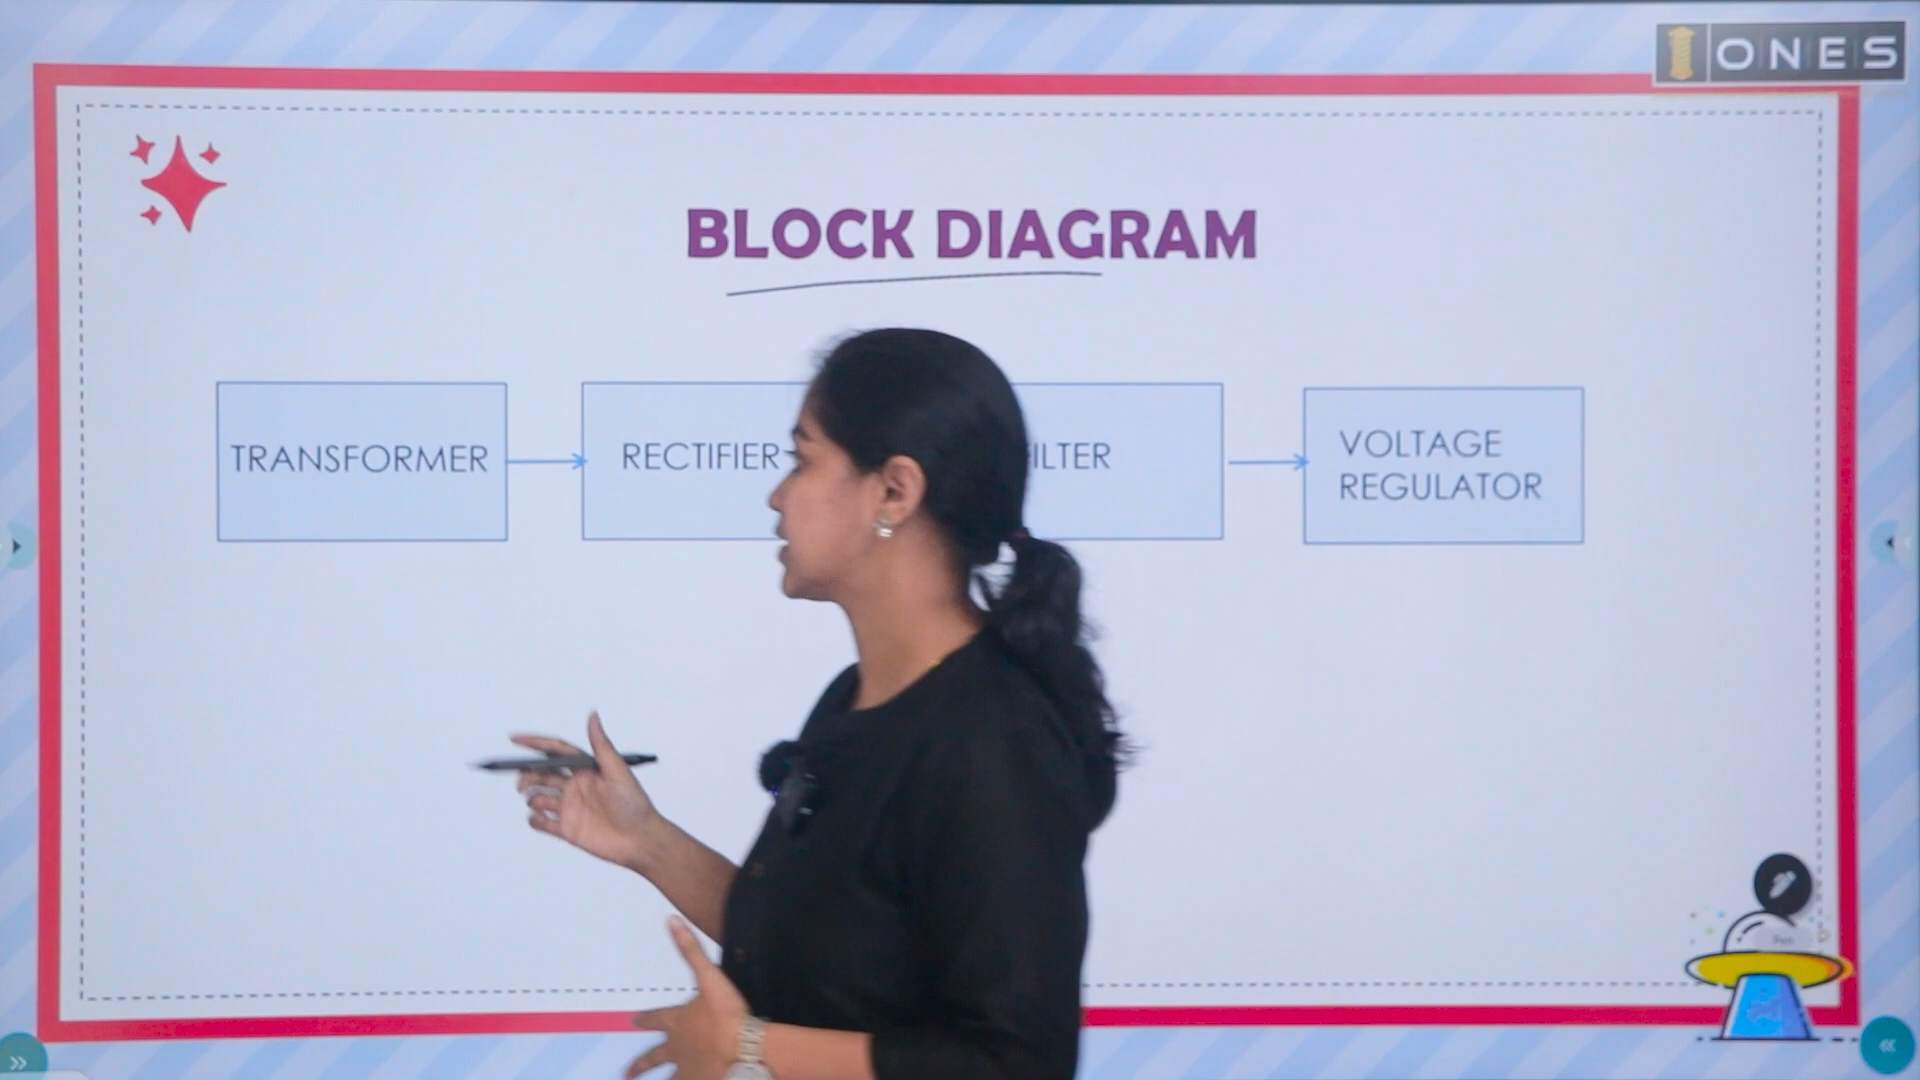 ONES
BLOCK DIAGRAM
TRANSFORMER
RECTIFIER
ILTER
VOLTAGE
REGULATOR